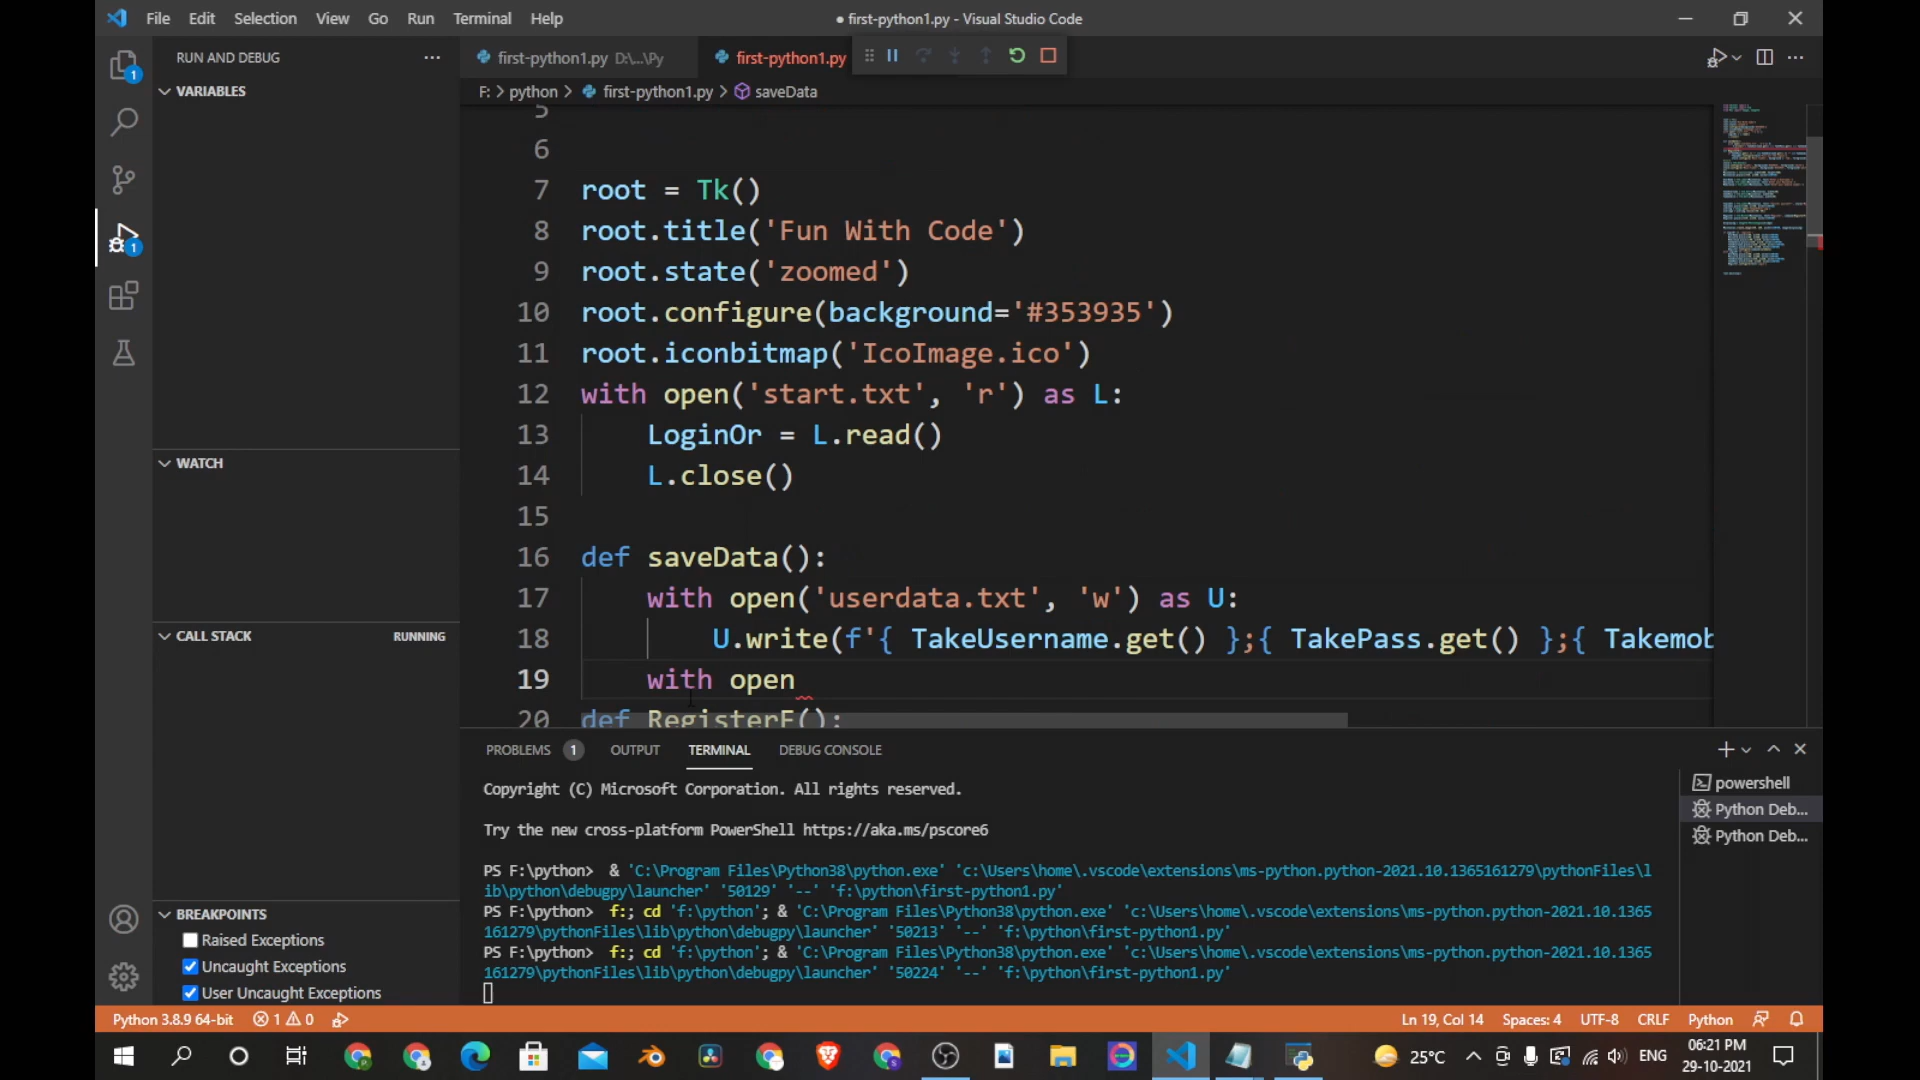 File Edit Selection View Go Run Terminal Help
● first-python1.py - Visual Studio Code
1
RUN AND DEBUG
first-python1.py D:\...\Py
first-python1.py
VARIABLES
F: > python > first-python1.py > saveData
5
6
7 root = Tk()
8 root.title('Fun With Code')
9 root.state('zoomed')
10 root.configure(background='#353935')
11 root.iconbitmap('IcoImage.ico')
12 with open('start.txt', 'r') as L:
13 LoginOr = L.read()
14 L.close()
15
16 def saveData():
17 with open('userdata.txt', 'w') as U:
18 U.write(f'{ TakeUsername.get() };{ TakePass.get() };{ Takemob
19 with open
20 def RegisterF():
1
WATCH
CALL STACK RUNNING
BREAKPOINTS
Raised Exceptions
Uncaught Exceptions
User Uncaught Exceptions
PROBLEMS 1 OUTPUT TERMINAL DEBUG CONSOLE
Copyright (C) Microsoft Corporation. All rights reserved.
Try the new cross-platform PowerShell https://aka.ms/pscore6
PS F:\python> & 'C:\Program Files\Python38\python.exe' 'c:\Users\home\.vscode\extensions\ms-python.python-2021.10.1365161279\pythonFiles\l
ib\python\debugpy\launcher' '50129' '--' 'f:\python\first-python1.py'
PS F:\python> f:; cd 'f:\python'; & 'C:\Program Files\Python38\python.exe' 'c:\Users\home\.vscode\extensions\ms-python.python-2021.10.1365
161279\pythonFiles\lib\python\debugpy\launcher' '50213' '--' 'f:\python\first-python1.py'
PS F:\python> f:; cd 'f:\python'; & 'C:\Program Files\Python38\python.exe' 'c:\Users\home\.vscode\extensions\ms-python.python-2021.10.1365
161279\pythonFiles\lib\python\debugpy\launcher' '50224' '--' 'f:\python\first-python1.py'
powershell
Python Deb...
Python Deb...
Python 3.8.9 64-bit 1 0
Ln 19, Col 14 Spaces: 4 UTF-8 CRLF Python
25°C ENG
06:21 PM
29-10-2021